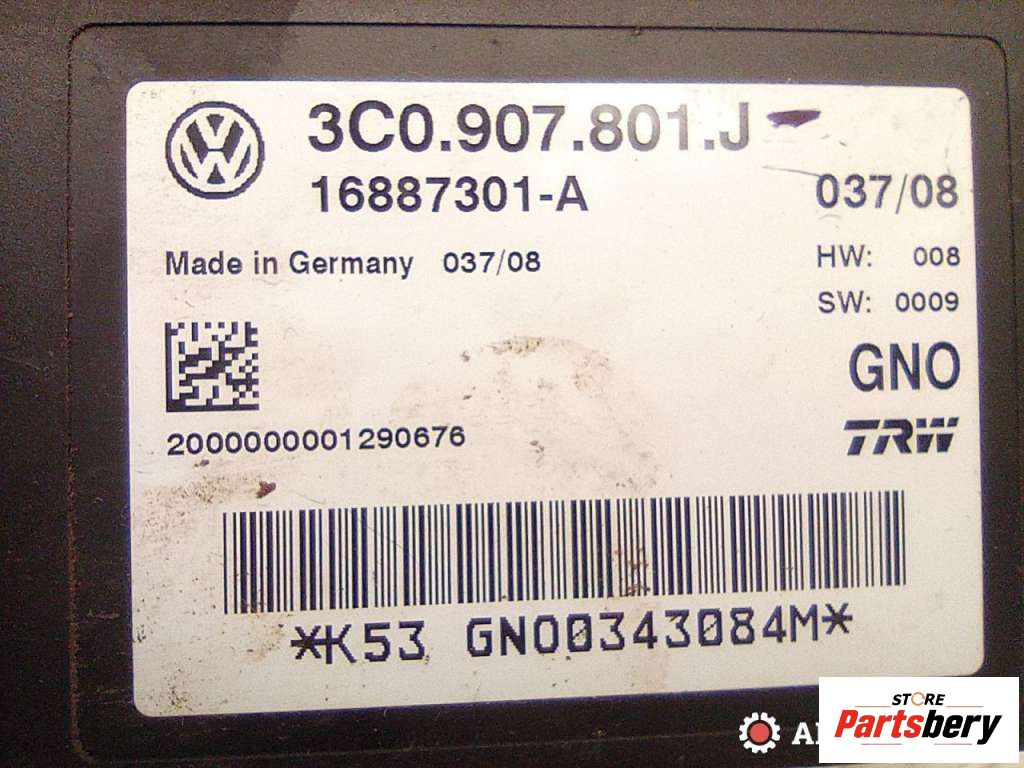 3C0.907.801.J
16887301-A 037/08
Made in Germany 037/08
HW: 008
SW: 0009
GNO
TRW
2000000001290676
*K53 GNO0343084M*
STORE
Partsbery